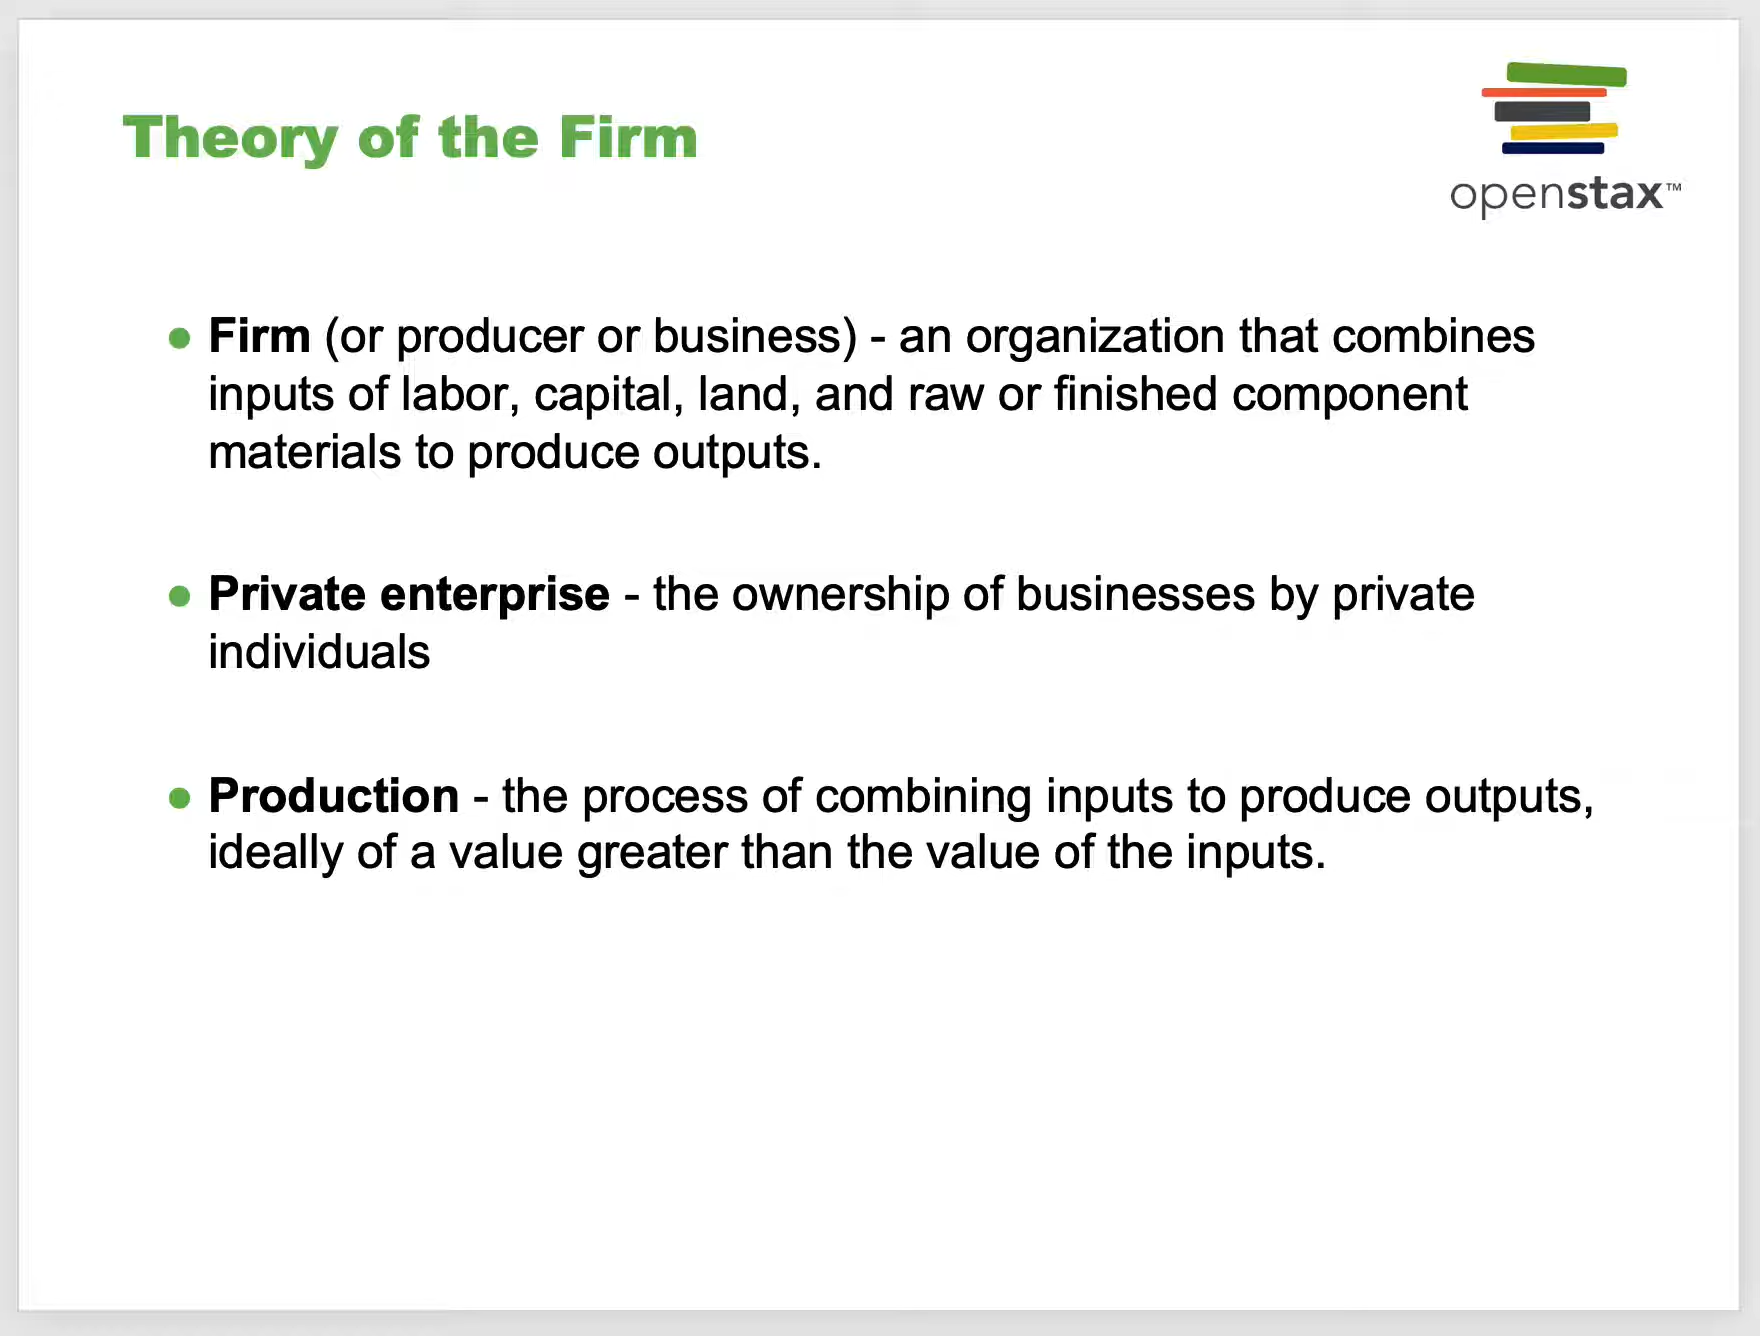 Theory of the Firm
openstax™
● Firm (or producer or business) - an organization that combines
inputs of labor, capital, land, and raw or finished component
materials to produce outputs.
● Private enterprise - the ownership of businesses by private
individuals
● Production - the process of combining inputs to produce outputs,
ideally of a value greater than the value of the inputs.